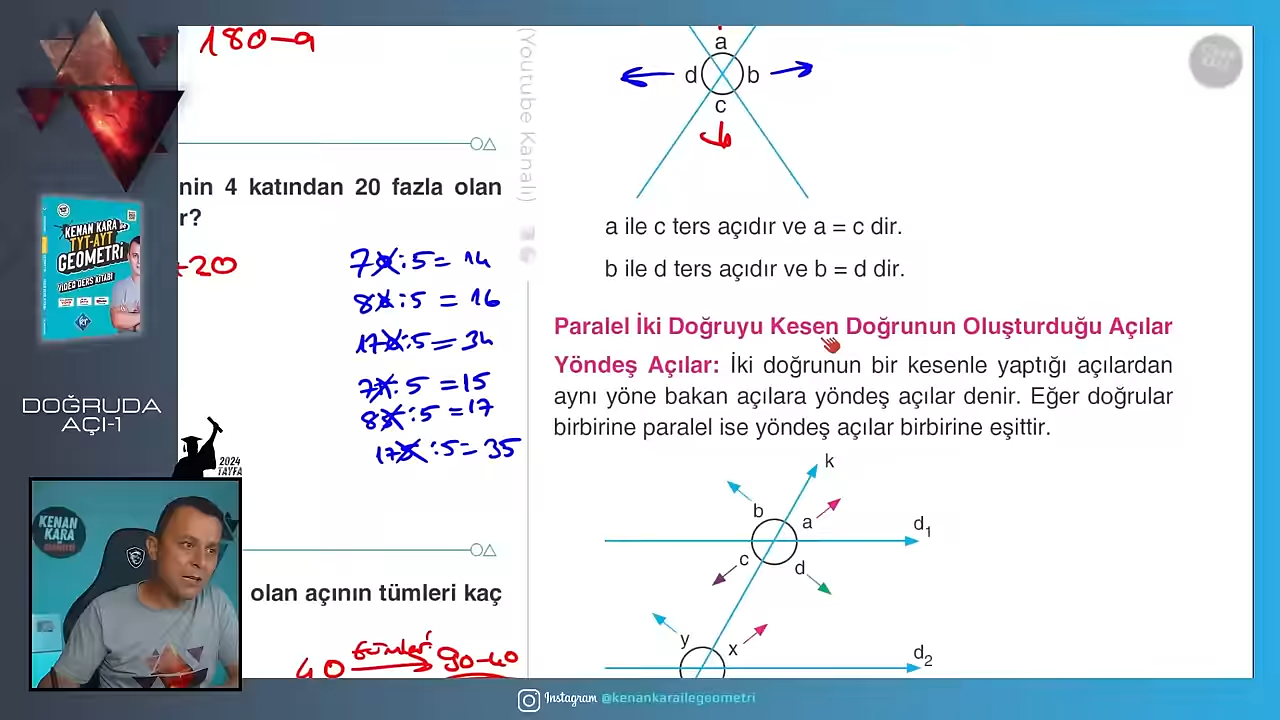 180-a
nin 4 katından 20 fazla olan
r?
+20
7x:5=14
8x:5=16
17x:5=34
7x:5=15
8x:5=17
17x:5=35
olan açının tümleri kaç
40 tümleri 90-40
(Youtube Kanalı)
a
d b
c
a ile c ters açıdır ve a = c dir.
b ile d ters açıdır ve b = d dir.
Paralel İki Doğruyu Kesen Doğrunun Oluşturduğu Açılar
Yöndeş Açılar: İki doğrunun bir kesenle yaptığı açılardan
aynı yöne bakan açılara yöndeş açılar denir. Eğer doğrular
birbirine paralel ise yöndeş açılar birbirine eşittir.
k
b a d1
c d
y x d2
KENAN KARA ile
TYT-AYT
GEOMETRİ
VİDEO DERS KİTABI
DOĞRUDA
AÇI-1
2024
TAYFA
KENAN
KARA
ile
GEOMETRİ
Instagram @kenankarailegeometri